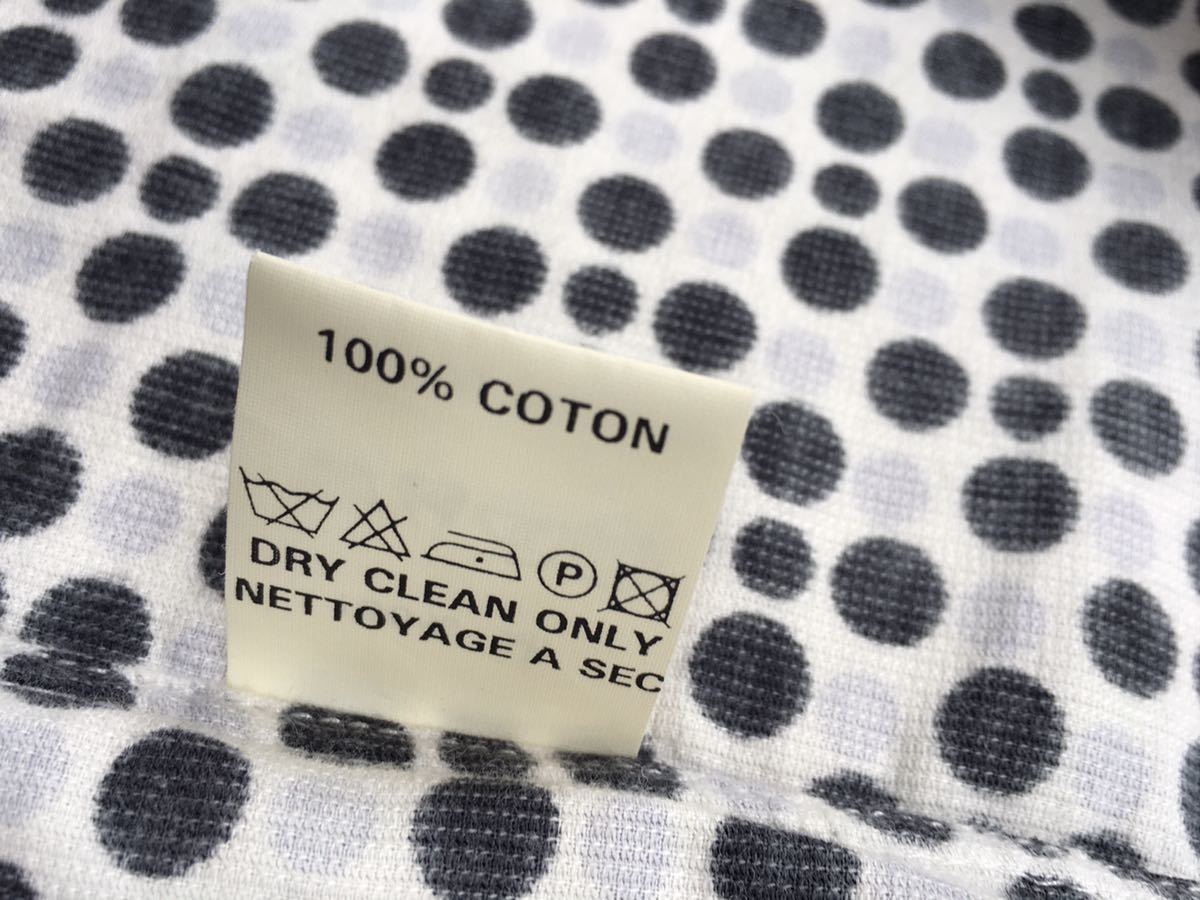 100% COTON
P
DRY CLEAN ONLY
NETTOYAGE A SEC